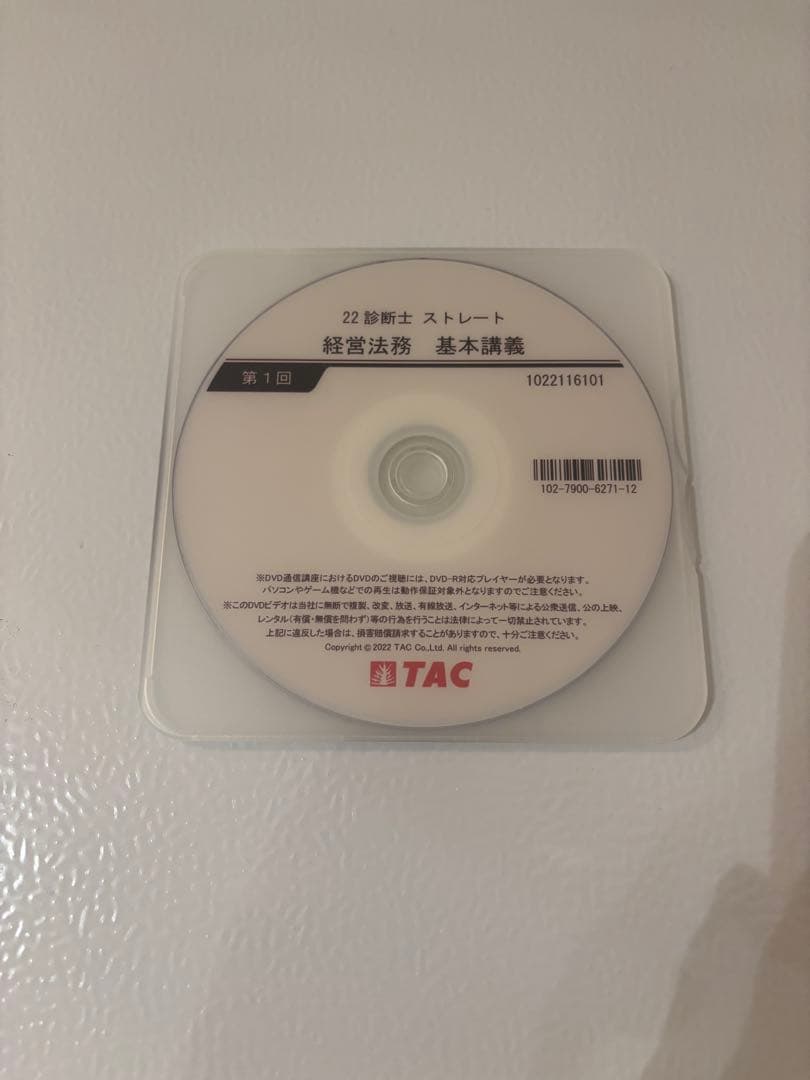 22 診断士 ストレート
経営法務 基本講義
第1回
1022116101
102-7900-6271-12
※DVD通信講座におけるDVDのご視聴には、DVD-R対応プレイヤーが必要となります。
パソコンやゲーム機などでの再生は動作保証対象外となりますのでご注意ください。
※このDVDビデオは当社に無断で複製、改変、放送、有線放送、インターネット等による公衆送信、公の上映、
レンタル(有償・無償を問わず)等の行為を行うことは法律によって一切禁止されています。
上記に違反した場合は、損害賠償請求することがありますので、十分ご注意ください。
Copyright © 2022 TAC Co.,Ltd. All rights reserved.
TAC